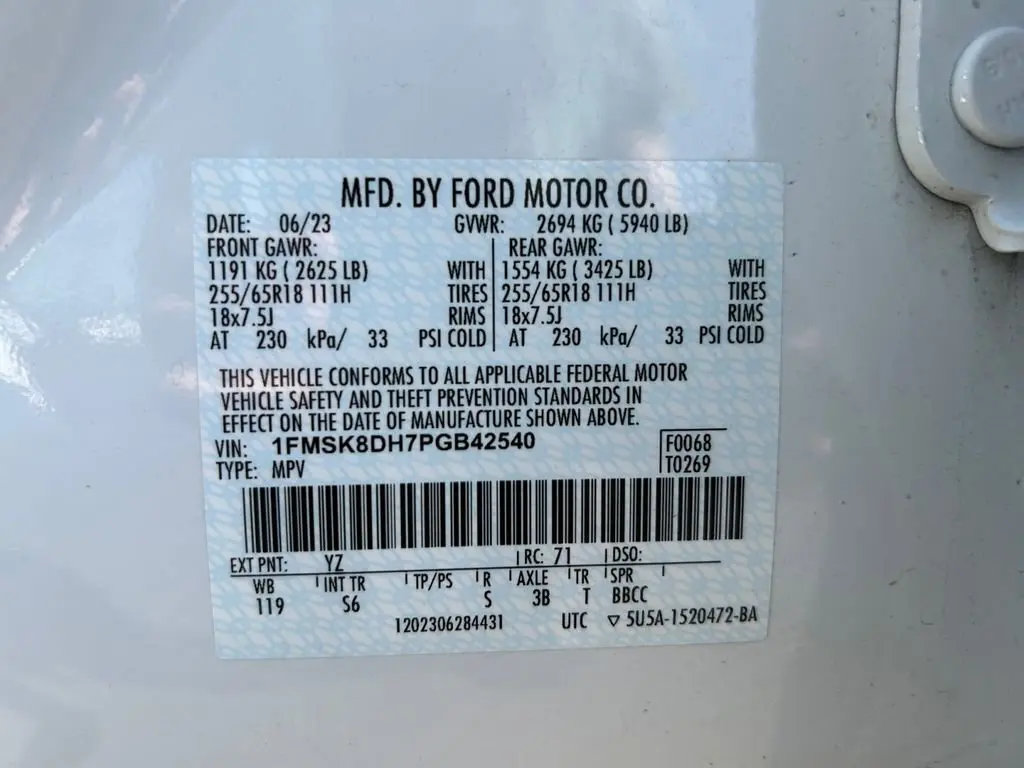 MFD. BY FORD MOTOR CO.
DATE: 06/23 GVWR: 2694 KG ( 5940 LB)
FRONT GAWR: REAR GAWR:
1191 KG ( 2625 LB) WITH 1554 KG ( 3425 LB) WITH
255/65R18 111H TIRES 255/65R18 111H TIRES
18x7.5J RIMS 18x7.5J RIMS
AT 230 kPa/ 33 PSI COLD AT 230 kPa/ 33 PSI COLD
THIS VEHICLE CONFORMS TO ALL APPLICABLE FEDERAL MOTOR
VEHICLE SAFETY AND THEFT PREVENTION STANDARDS IN
EFFECT ON THE DATE OF MANUFACTURE SHOWN ABOVE.
VIN: 1FMSK8DH7PGB42540 F0068
TYPE: MPV T0269
EXT PNT: YZ RC: 71 DSO:
WB INT TR TP/PS R AXLE TR SPR
119 S6 S 3B T BBCC
1202306284431 UTC ▽ 5U5A-1520472-BA